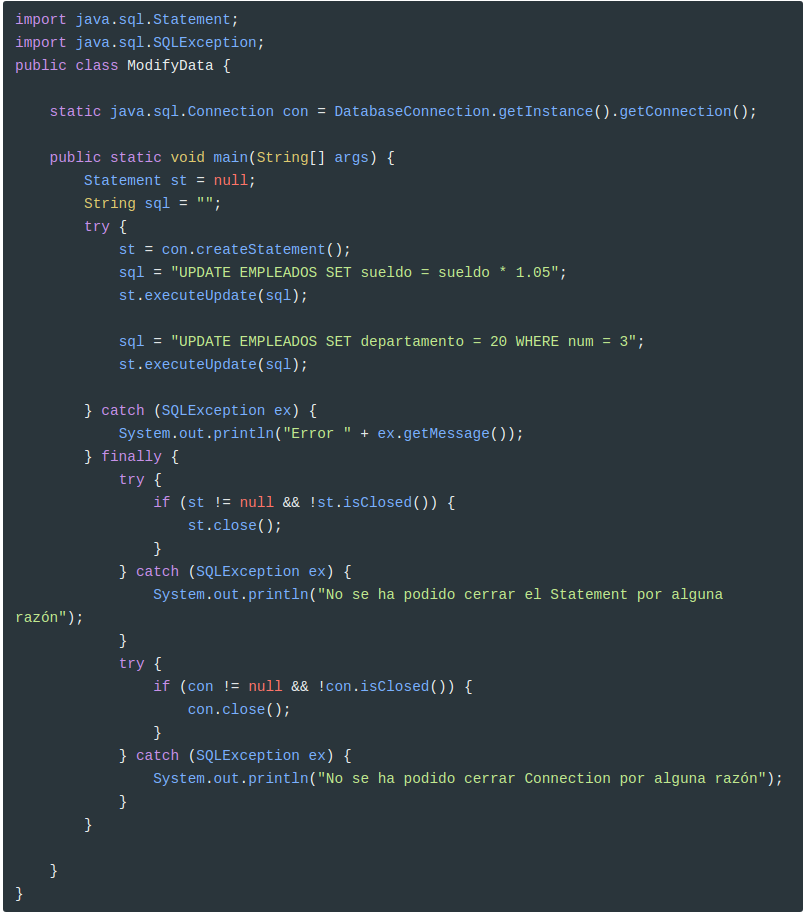 import java.sql.Statement;
import java.sql.SQLException;
public class ModifyData {

    static java.sql.Connection con = DatabaseConnection.getInstance().getConnection();

    public static void main(String[] args) {
        Statement st = null;
        String sql = "";
        try {
            st = con.createStatement();
            sql = "UPDATE EMPLEADOS SET sueldo = sueldo * 1.05";
            st.executeUpdate(sql);

            sql = "UPDATE EMPLEADOS SET departamento = 20 WHERE num = 3";
            st.executeUpdate(sql);

        } catch (SQLException ex) {
            System.out.println("Error " + ex.getMessage());
        } finally {
            try {
                if (st != null && !st.isClosed()) {
                    st.close();
                }
            } catch (SQLException ex) {
                System.out.println("No se ha podido cerrar el Statement por alguna
razón");
            }
            try {
                if (con != null && !con.isClosed()) {
                    con.close();
                }
            } catch (SQLException ex) {
                System.out.println("No se ha podido cerrar Connection por alguna razón");
            }
        }

    }
}